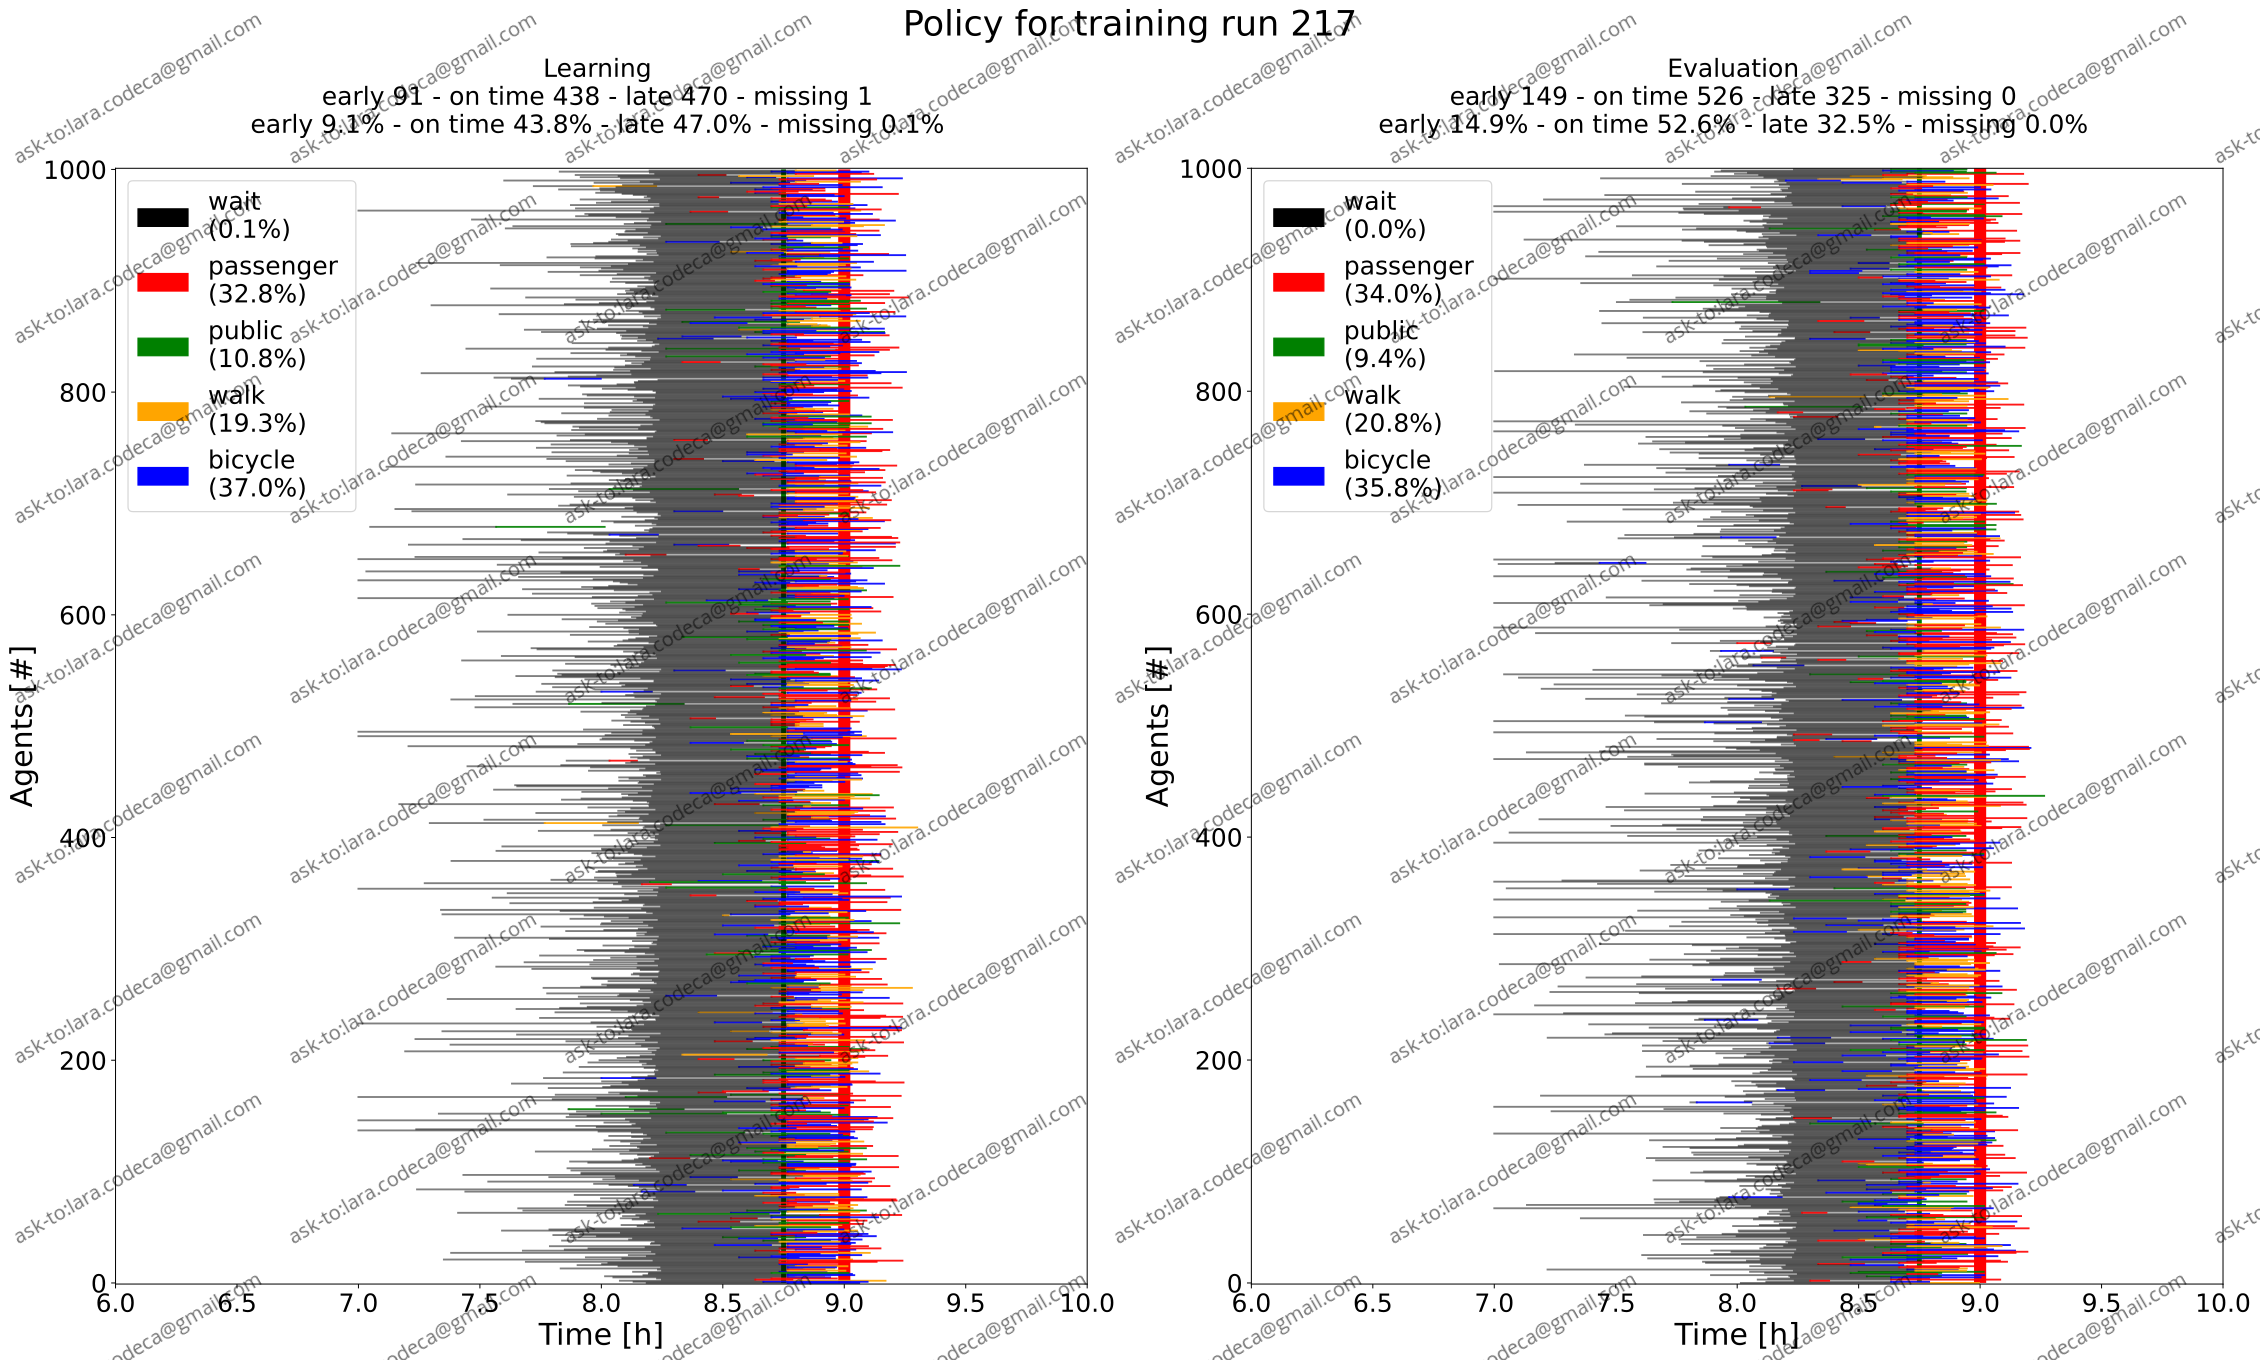 Policy for training run 217
Learning
early 91 - on time 438 - late 470 - missing 1
early 9.1% - on time 43.8% - late 47.0% - missing 0.1%
1000
800
600
400
200
0
Agents [#]
wait
(0.1%)
passenger
(32.8%)
public
(10.8%)
walk
(19.3%)
bicycle
(37.0%)
6.0 6.5 7.0 7.5 8.0 8.5 9.0 9.5 10.0
Time [h]
Evaluation
early 149 - on time 526 - late 325 - missing 0
early 14.9% - on time 52.6% - late 32.5% - missing 0.0%
1000
800
600
400
200
0
Agents [#]
wait
(0.0%)
passenger
(34.0%)
public
(9.4%)
walk
(20.8%)
bicycle
(35.8%)
6.0 6.5 7.0 7.5 8.0 8.5 9.0 9.5 10.0
Time [h]
ask-to:lara.codeca@gmail.com